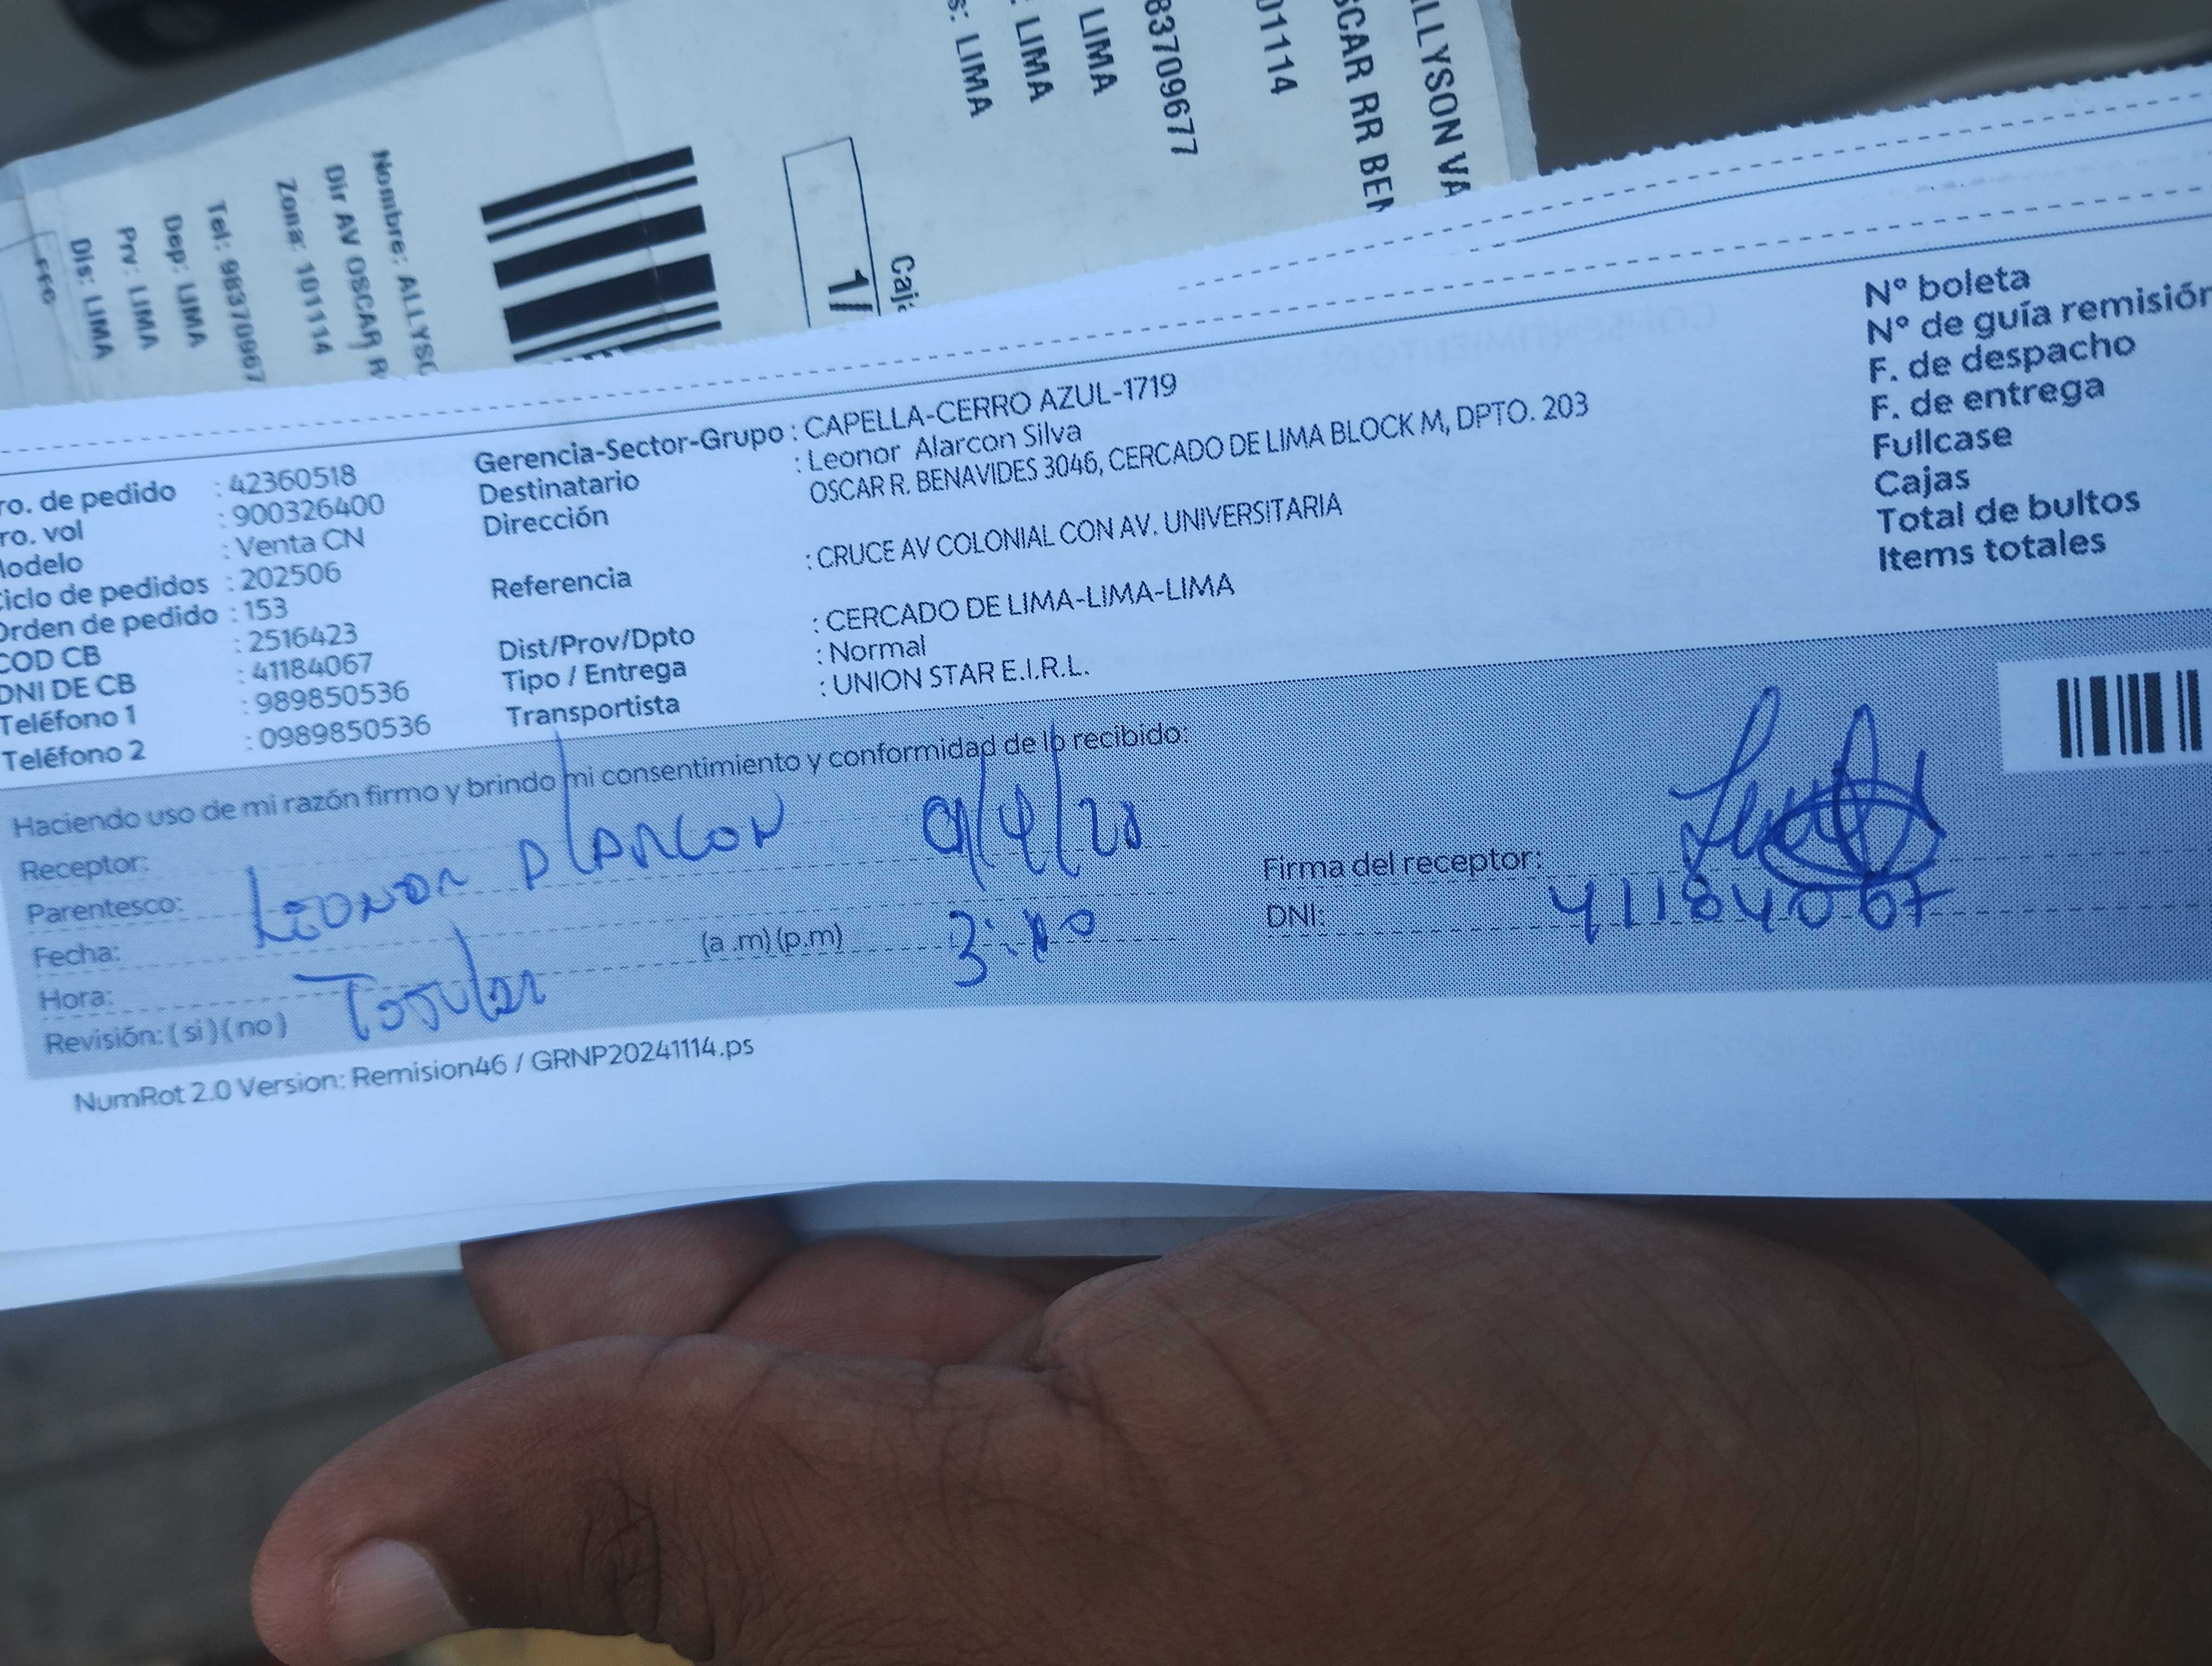 s: LIMA
: LIMA
LIMA
83709677
01114
SCAR RR BEN
ALLYSON VA
Caj
1/
Nombre: ALLYSO
Dir AV OSCAR R
Zona: 101114
Tel: 98370967
Dep: LIMA
Prv: LIMA
Dis: LIMA
ro. de pedido : 42360518
ro. vol : 900326400
Modelo : Venta CN
Ciclo de pedidos : 202506
Orden de pedido : 153
COD CB : 2516423
DNI DE CB : 41184067
Teléfono 1 : 989850536
Teléfono 2 : 0989850536
Gerencia-Sector-Grupo : CAPELLA-CERRO AZUL-1719
Destinatario : Leonor Alarcon Silva
Dirección OSCAR R. BENAVIDES 3046, CERCADO DE LIMA BLOCK M, DPTO. 203
Referencia : CRUCE AV COLONIAL CON AV. UNIVERSITARIA
Dist/Prov/Dpto : CERCADO DE LIMA-LIMA-LIMA
Tipo / Entrega : Normal
Transportista : UNION STAR E.I.R.L.
N° boleta
N° de guía remisión
F. de despacho
F. de entrega
Fullcase
Cajas
Total de bultos
Items totales
Haciendo uso de mi razón firmo y brindo mi consentimiento y conformidad de lo recibido:
Receptor:
Parentesco:
Fecha:
Hora:
Revisión: (si) (no)
LEONOR ALARCON
(a .m) (p.m)
Firma del receptor:
DNI: 41184067
NumRot 2.0 Version: Remision46 / GRNP20241114.ps